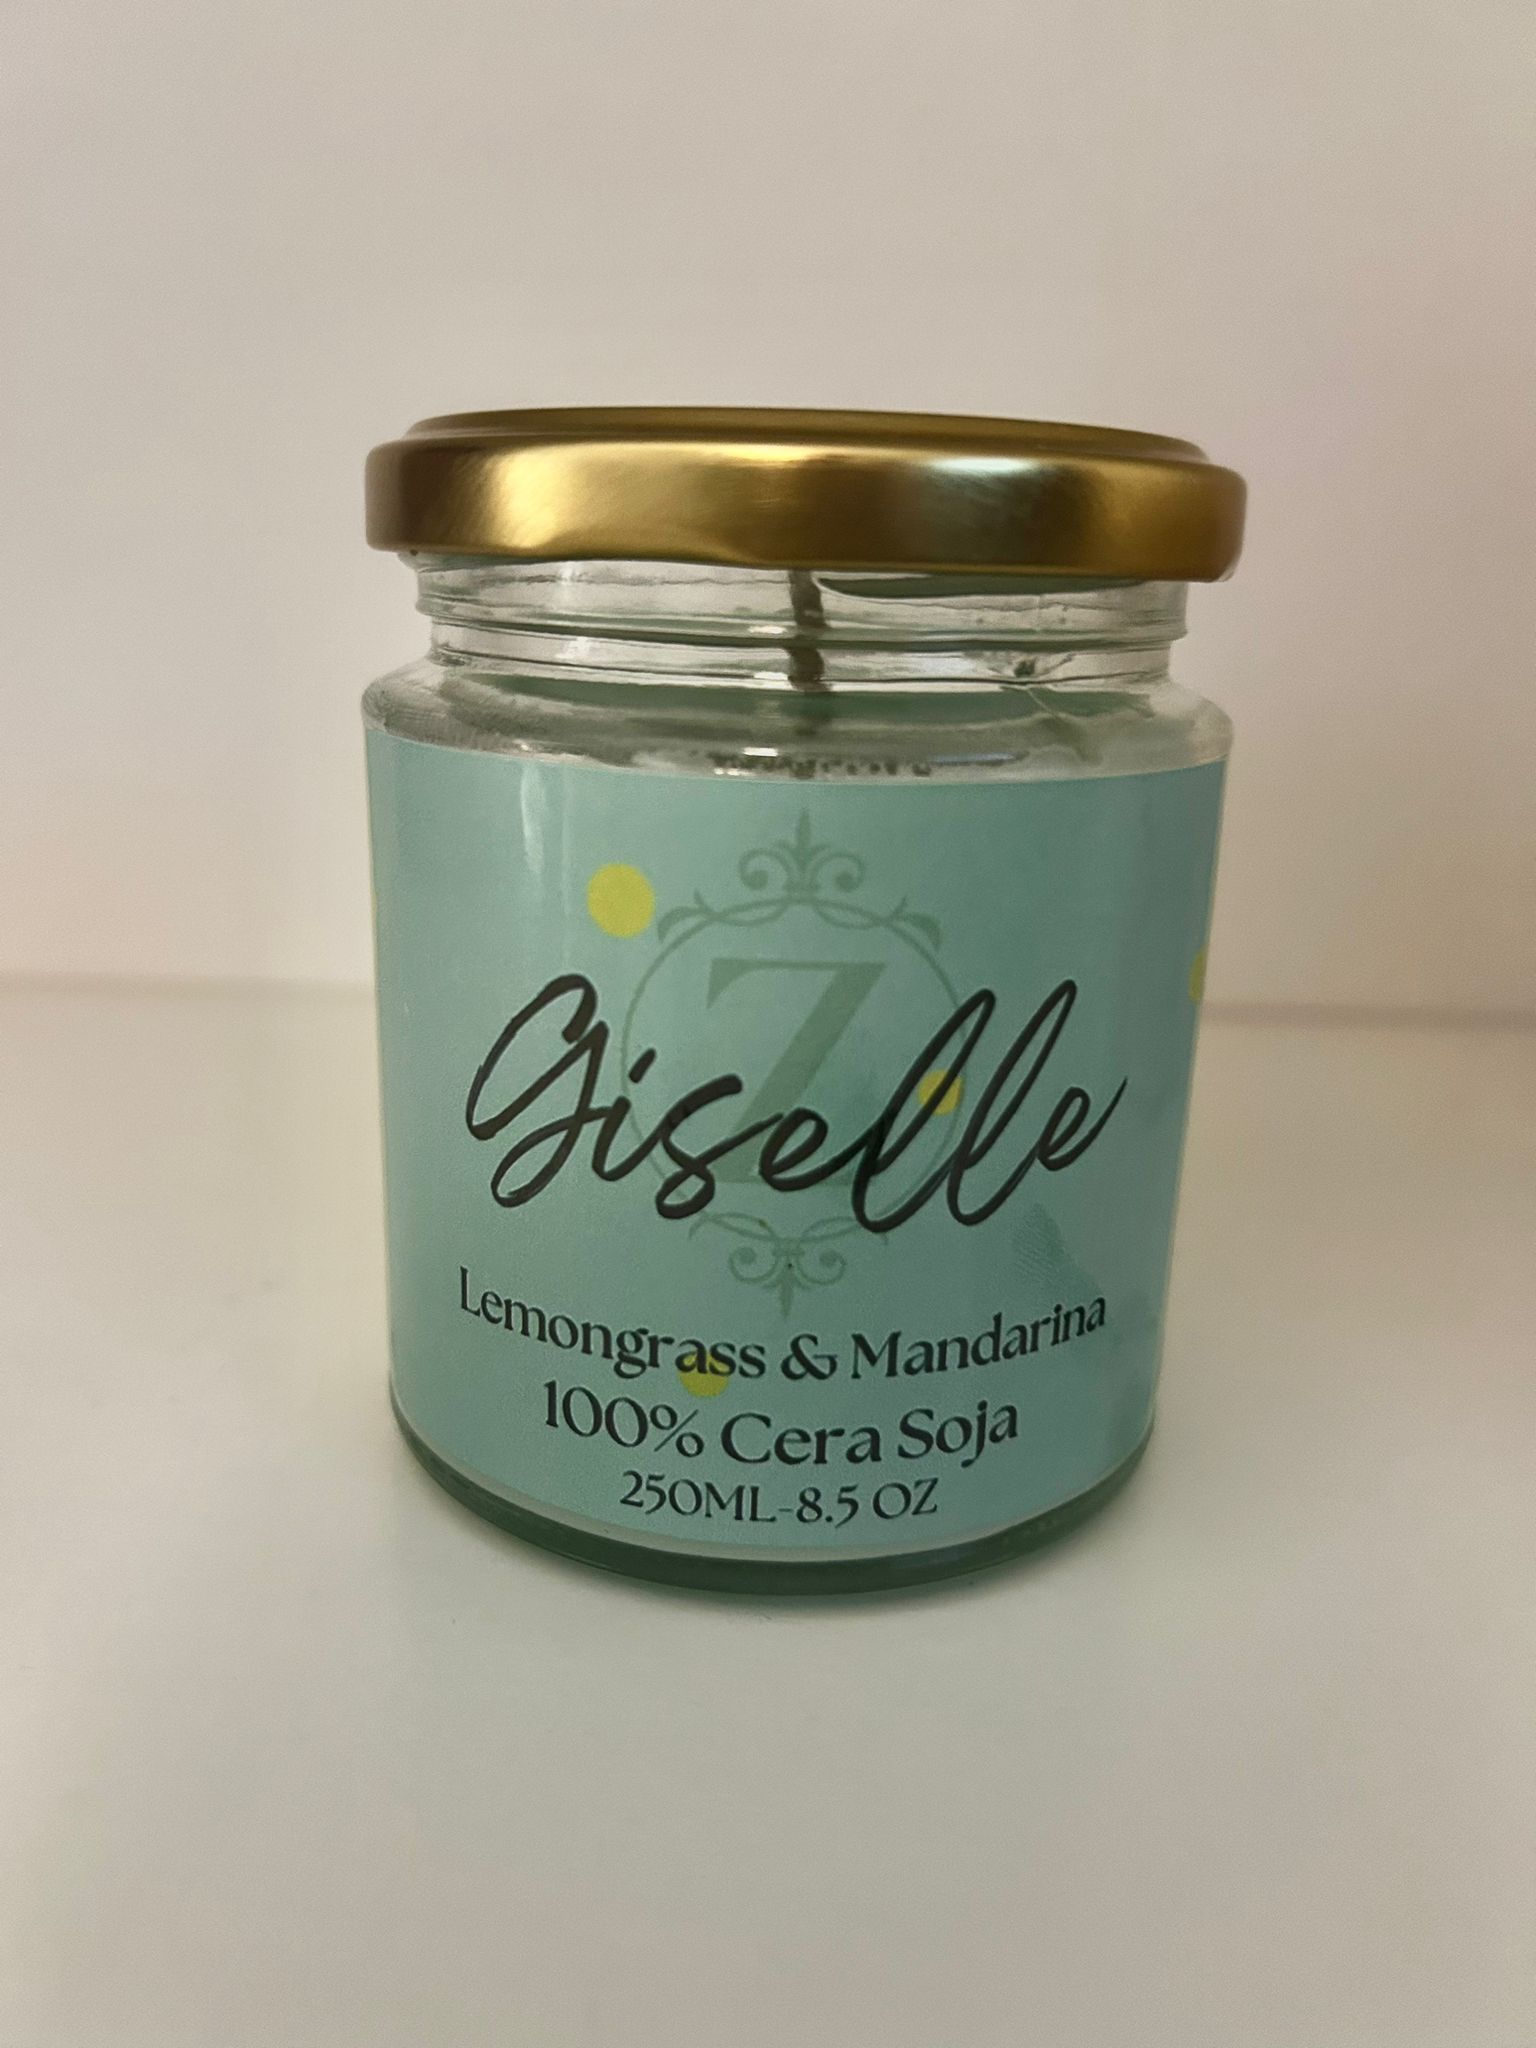 Z
Giselle
Lemongrass & Mandarina
100% Cera Soja
250ML-8.5 OZ